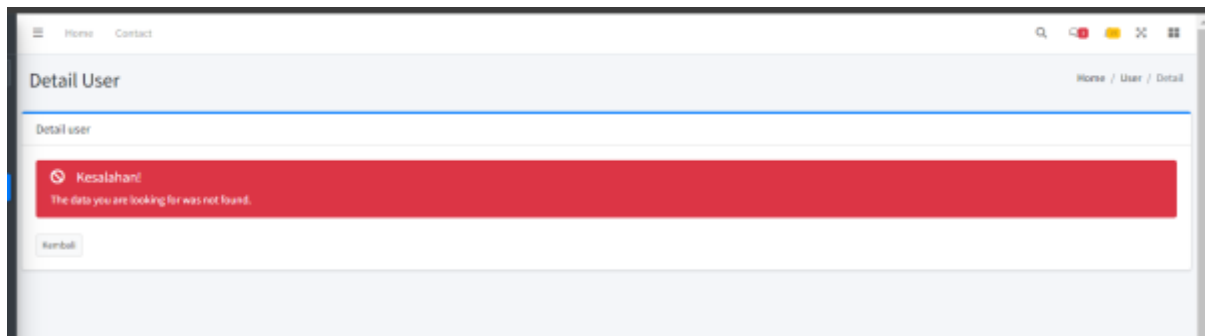 Home Contact
Detail User
Home / User / Detail
Detail user
Kesalahan!
The data you are looking for was not found.
Kembali